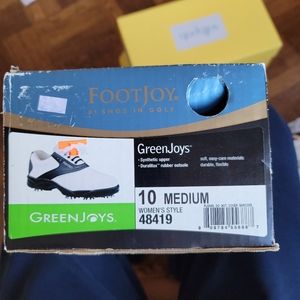 FOOTJOY®
#1 SHOE IN GOLF
GreenJoys®
• Synthetic upper
• Duralite® rubber outsole
soft, easy-care materials
durable, flexible
10 MEDIUM
WOMEN'S STYLE
48419
GREENJOYS®